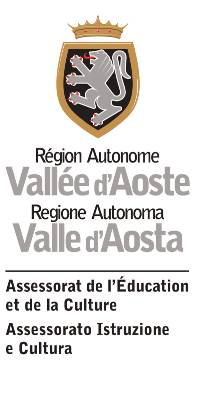 Région Autonome
Vallée d'Aoste
Regione Autonoma
Valle d'Aosta
Assessorat de l'Éducation
et de la Culture
Assessorato Istruzione
e Cultura